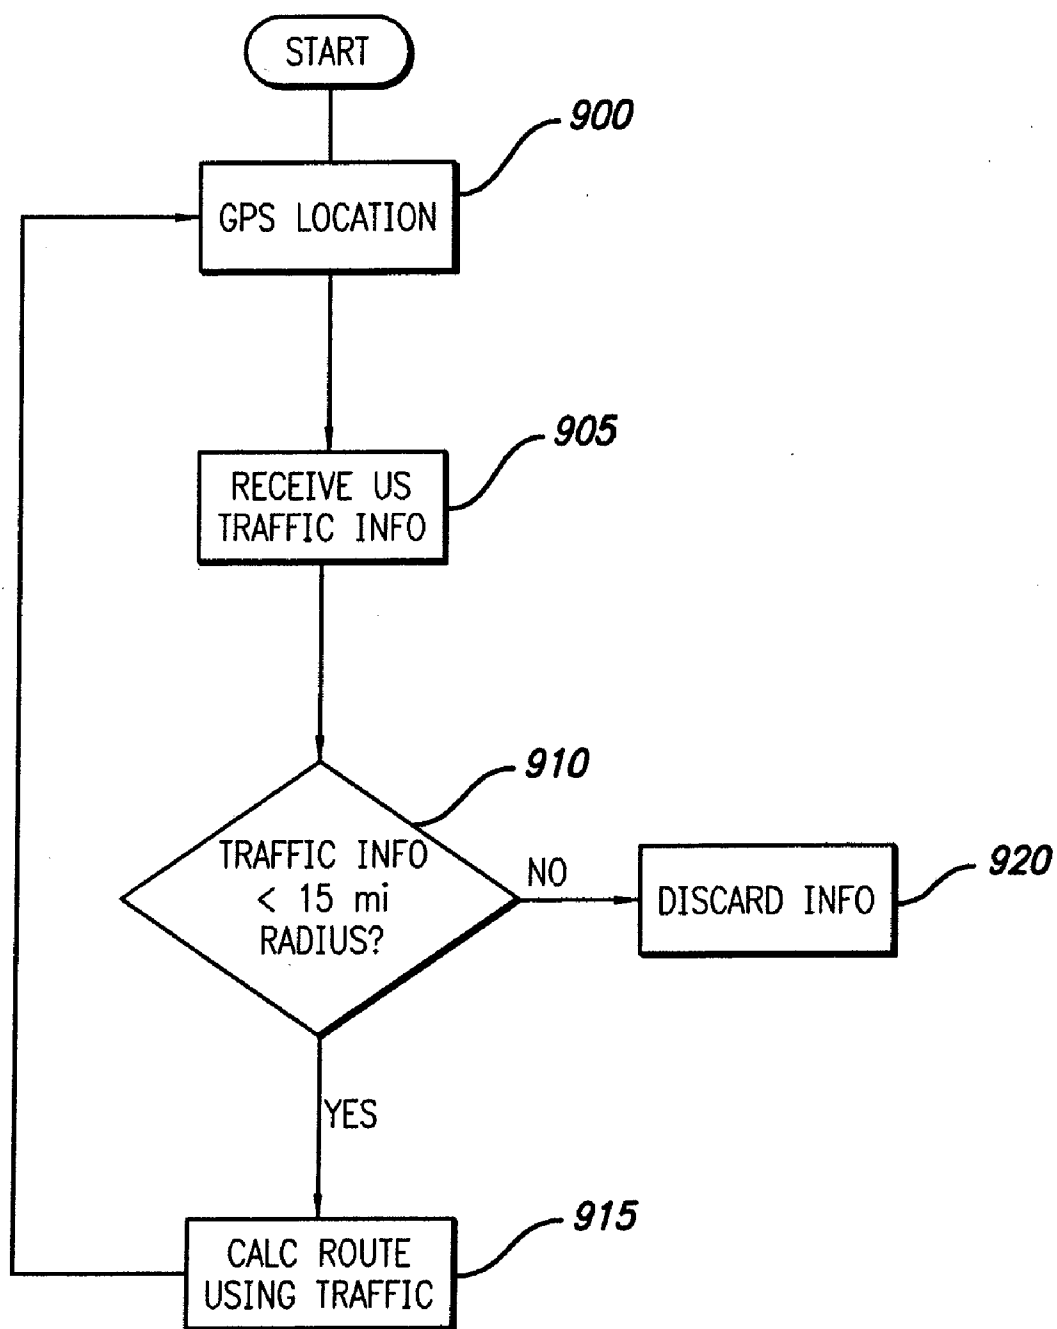 START
900
GPS LOCATION
905
RECEIVE US
TRAFFIC INFO
910
TRAFFIC INFO
< 15 mi
RADIUS?
NO
920
DISCARD INFO
YES
915
CALC ROUTE
USING TRAFFIC